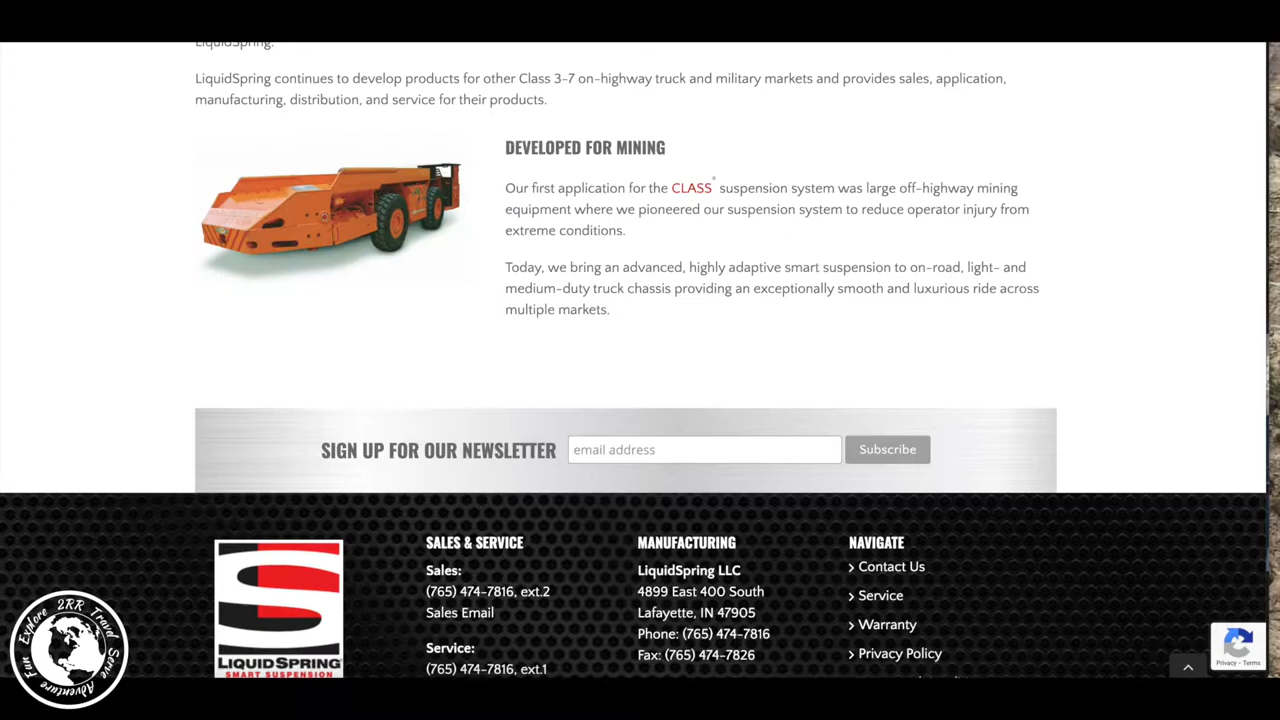 LiquidSpring.
LiquidSpring continues to develop products for other Class 3-7 on-highway truck and military markets and provides sales, application,
manufacturing, distribution, and service for their products.
DEVELOPED FOR MINING
Our first application for the CLASS® suspension system was large off-highway mining
equipment where we pioneered our suspension system to reduce operator injury from
extreme conditions.
Today, we bring an advanced, highly adaptive smart suspension to on-road, light- and
medium-duty truck chassis providing an exceptionally smooth and luxurious ride across
multiple markets.
SIGN UP FOR OUR NEWSLETTER
email address
Subscribe
LIQUIDSPRING
SMART SUSPENSION
SALES & SERVICE
Sales:
(765) 474-7816, ext.2
Sales Email
Service:
(765) 474-7816, ext.1
MANUFACTURING
LiquidSpring LLC
4899 East 400 South
Lafayette, IN 47905
Phone: (765) 474-7816
Fax: (765) 474-7826
NAVIGATE
Contact Us
Service
Warranty
Privacy Policy
Privacy - Terms
2RR Travel Serve Adventure Fun Explore